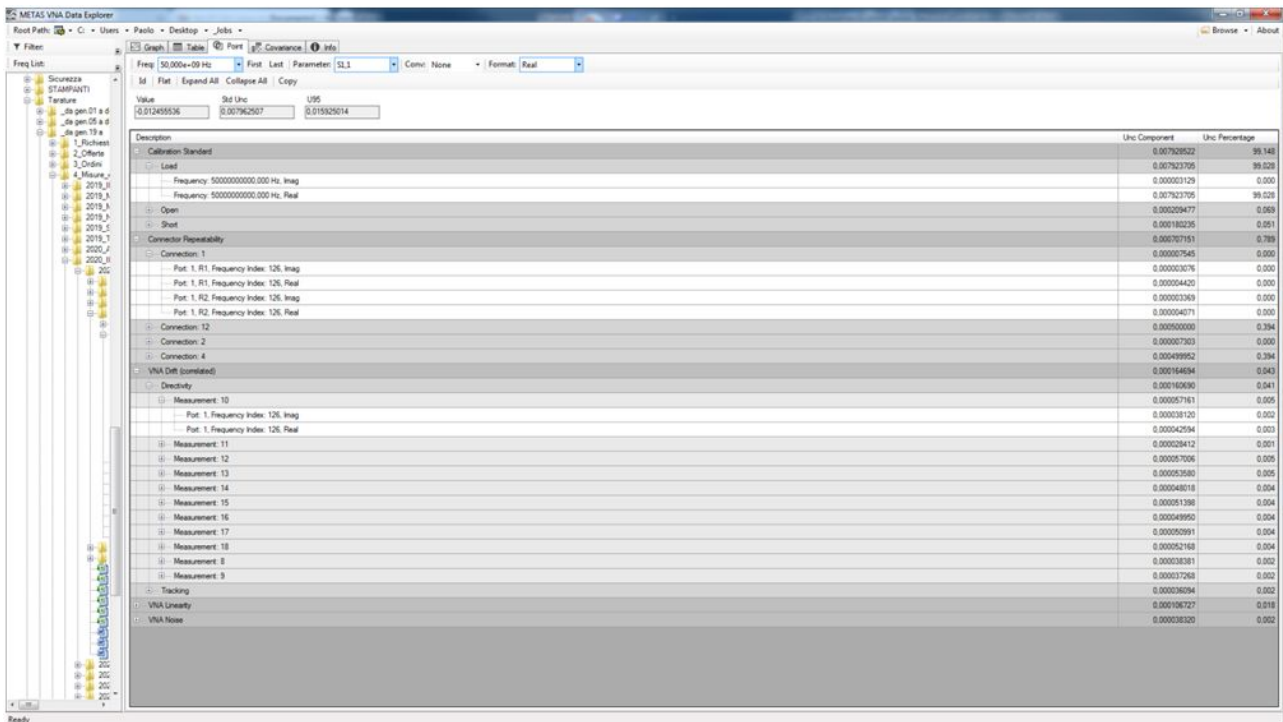 METAS VNA Data Explorer
Root Path: C: Users Paolo Desktop _Jobs Browse About
Filter:
Graph Table Point Covariance Info
Freq List:
Freq: 50,000e+09 Hz First Last Parameter: S1,1 Conv: None Format: Real
Id Flat Expand All Collapse All Copy
Value Std Unc U95
-0,012495536 0,007962507 0,015925014
Sicurezza
STAMPANTI
Tarature
_da gen.01 a d
_da gen.05 a d
_da gen.19 a
1_Richiest
2_Offerte
3_Ordini
4_Misure_
Description Unc Component Unc Percentage
Calibration Standard 0,007928522 99,148
Load 0,007923705 99,028
Frequency: 50000000000,000 Hz, Imag 0,000003129 0,000
Frequency: 50000000000,000 Hz, Real 0,007923705 99,028
Open 0,000209477 0,069
Short 0,000180235 0,051
Connector Repeatability 0,000707151 0,789
Connection: 1 0,000007545 0,000
Port: 1, R1, Frequency Index: 126, Imag 0,000003076 0,000
Port: 1, R1, Frequency Index: 126, Real 0,000004420 0,000
Port: 1, R2, Frequency Index: 126, Imag 0,000003369 0,000
Port: 1, R2, Frequency Index: 126, Real 0,000004071 0,000
Connection: 12 0,000500000 0,394
Connection: 2 0,000007303 0,000
Connection: 4 0,000499952 0,394
VNA Drift (correlated) 0,000164694 0,043
Directivity 0,000160690 0,041
Measurement: 10 0,000057161 0,005
Port: 1, Frequency Index: 126, Imag 0,000038120 0,002
Port: 1, Frequency Index: 126, Real 0,000042594 0,003
Measurement: 11 0,000028412 0,001
Measurement: 12 0,000057006 0,005
Measurement: 13 0,000053580 0,005
Measurement: 14 0,000048018 0,004
Measurement: 15 0,000051398 0,004
Measurement: 16 0,000049950 0,004
Measurement: 17 0,000050991 0,004
Measurement: 18 0,000052168 0,004
Measurement: 8 0,000038381 0,002
Measurement: 9 0,000037268 0,002
Tracking 0,000036094 0,002
VNA Linearity 0,000106727 0,018
VNA Noise 0,000038320 0,002
Ready